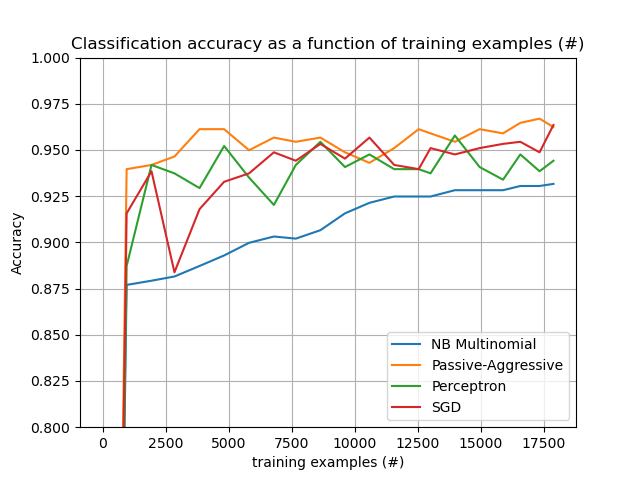 Classification accuracy as a function of training examples (#)
1.000
0.975
0.950
0.925
0.900
0.875
0.850
0.825
0.800
Accuracy
NB Multinomial
Passive-Aggressive
Perceptron
SGD
0 2500 5000 7500 10000 12500 15000 17500
training examples (#)